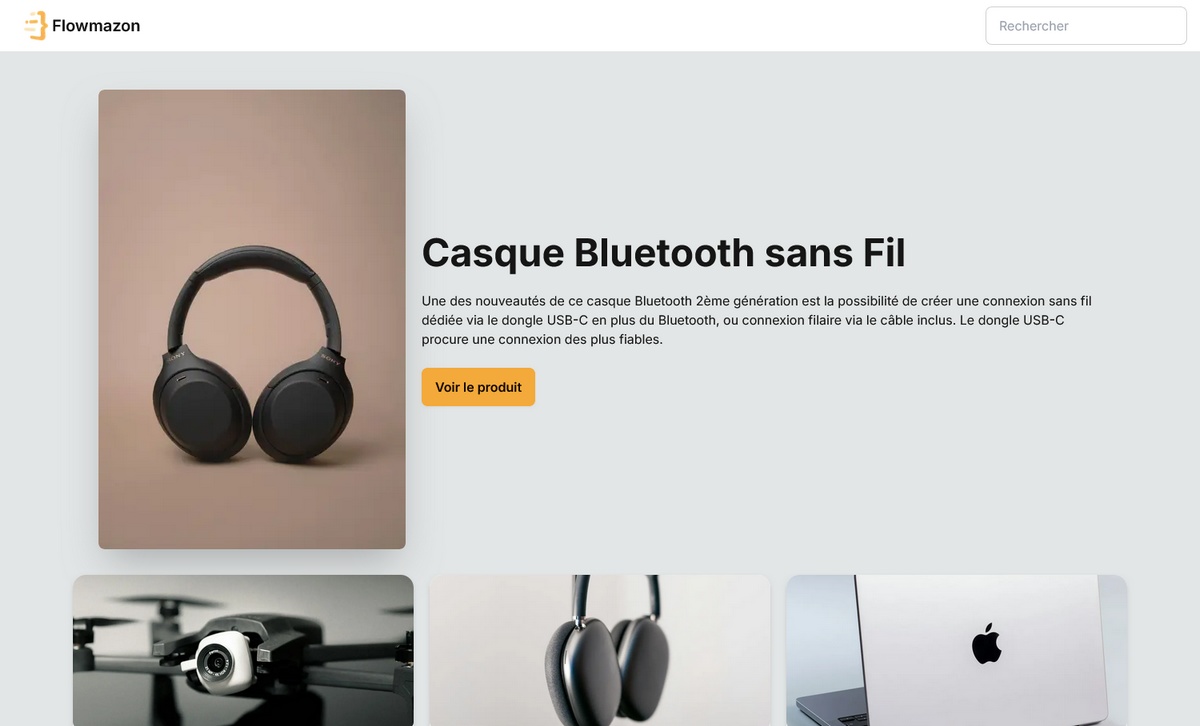 Flowmazon
Rechercher
Casque Bluetooth sans Fil
Une des nouveautés de ce casque Bluetooth 2ème génération est la possibilité de créer une connexion sans fil
dédiée via le dongle USB-C en plus du Bluetooth, ou connexion filaire via le câble inclus. Le dongle USB-C
procure une connexion des plus fiables.
SONY
SONY
Voir le produit